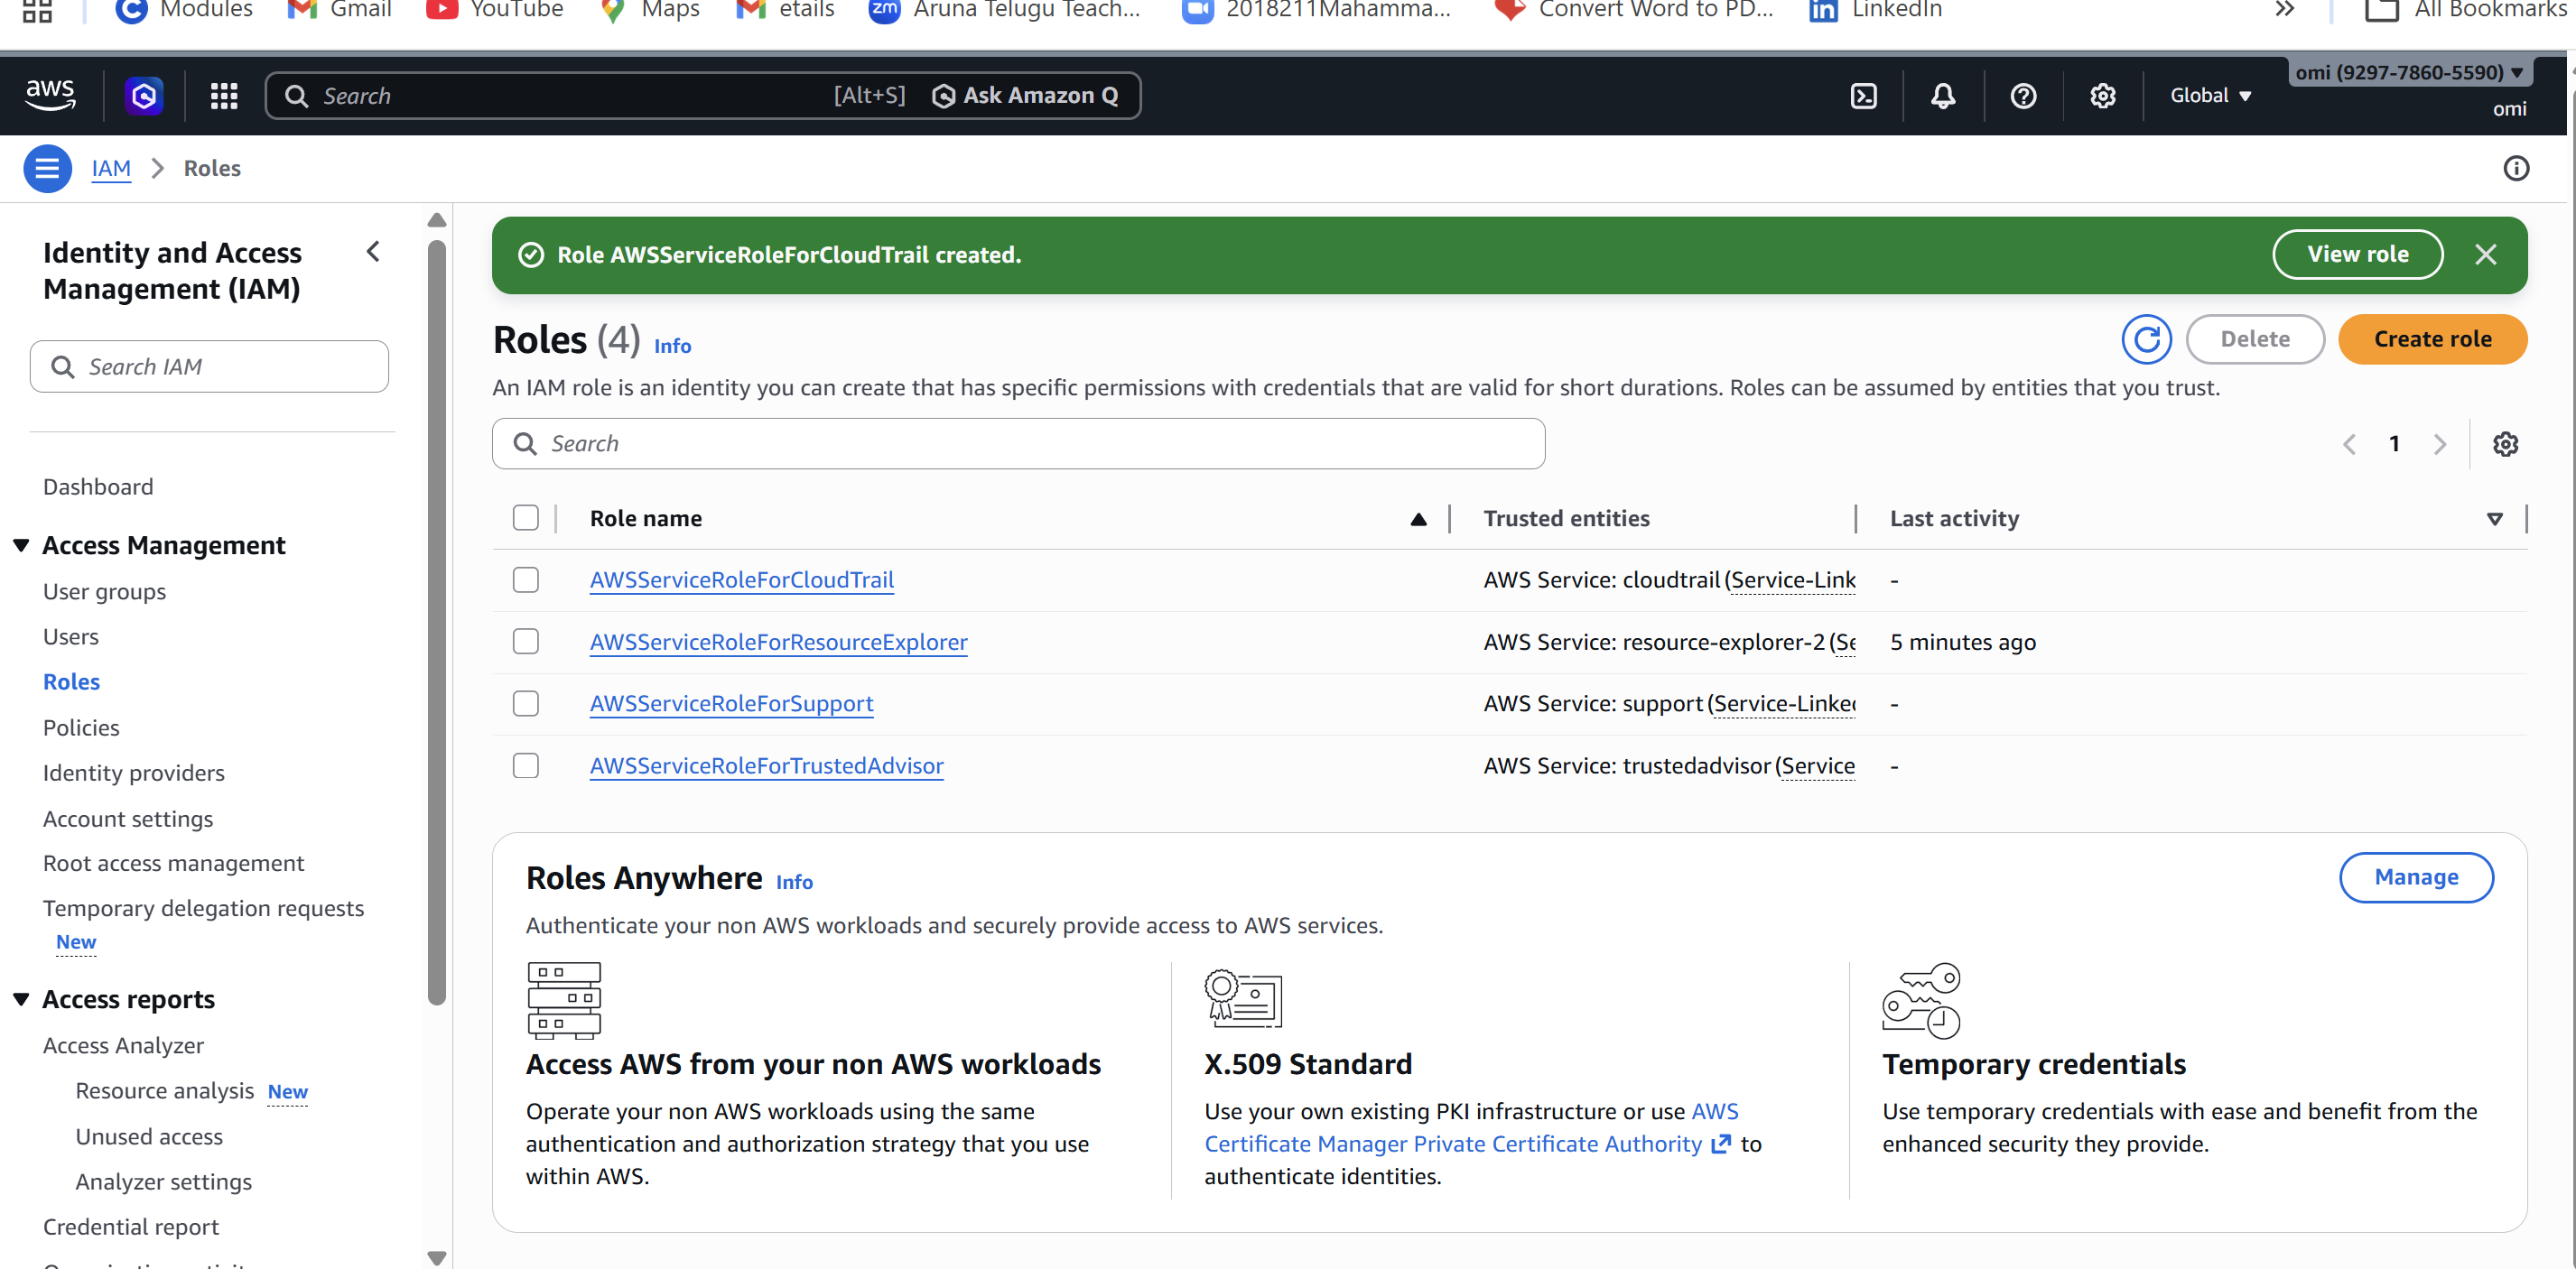 Modules Gmail YouTube Maps etails Aruna Telugu Teach... 2018211Mahamma... Convert Word to PD... LinkedIn » All Bookmarks
aws Search [Alt+S] Ask Amazon Q Global omi (9297-7860-5590)
omi
IAM Roles
Identity and Access
Management (IAM)
Search IAM
Dashboard
Access Management
User groups
Users
Roles
Policies
Identity providers
Account settings
Root access management
Temporary delegation requests
New
Access reports
Access Analyzer
Resource analysis New
Unused access
Analyzer settings
Credential report
Role AWSServiceRoleForCloudTrail created. View role
Roles (4) Info Delete Create role
An IAM role is an identity you can create that has specific permissions with credentials that are valid for short durations. Roles can be assumed by entities that you trust.
Search 1
Role name Trusted entities Last activity
AWSServiceRoleForCloudTrail AWS Service: cloudtrail (Service-Link -
AWSServiceRoleForResourceExplorer AWS Service: resource-explorer-2 (Se 5 minutes ago
AWSServiceRoleForSupport AWS Service: support (Service-Linked -
AWSServiceRoleForTrustedAdvisor AWS Service: trustedadvisor (Service -
Roles Anywhere Info Manage
Authenticate your non AWS workloads and securely provide access to AWS services.
Access AWS from your non AWS workloads
Operate your non AWS workloads using the same
authentication and authorization strategy that you use
within AWS.
X.509 Standard
Use your own existing PKI infrastructure or use AWS
Certificate Manager Private Certificate Authority to
authenticate identities.
Temporary credentials
Use temporary credentials with ease and benefit from the
enhanced security they provide.